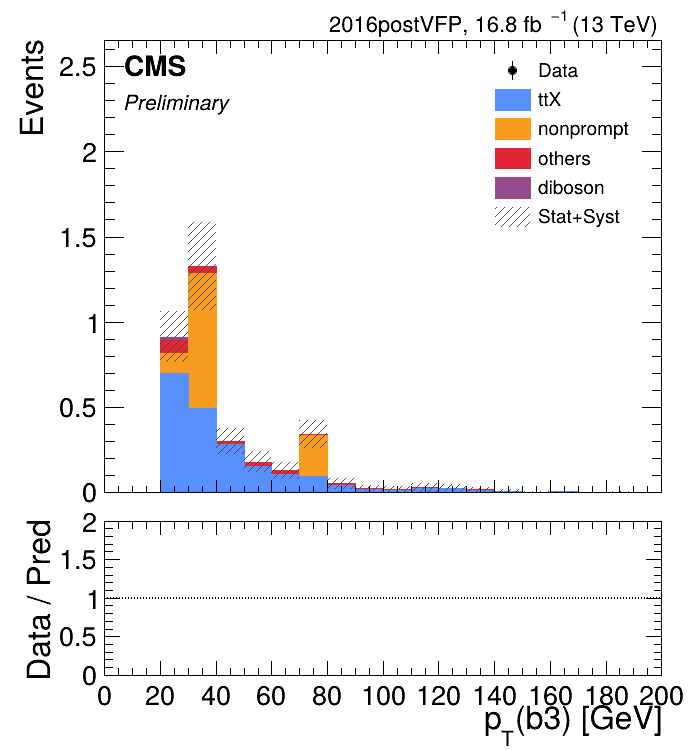 2016postVFP, 16.8 fb⁻¹ (13 TeV)
CMS
Preliminary
Events
2.5
2
1.5
1
0.5
0
Data
ttX
nonprompt
others
diboson
Stat+Syst
Data / Pred
2
1.5
1
0.5
0
0 20 40 60 80 100 120 140 160 180 200
p_T(b3) [GeV]